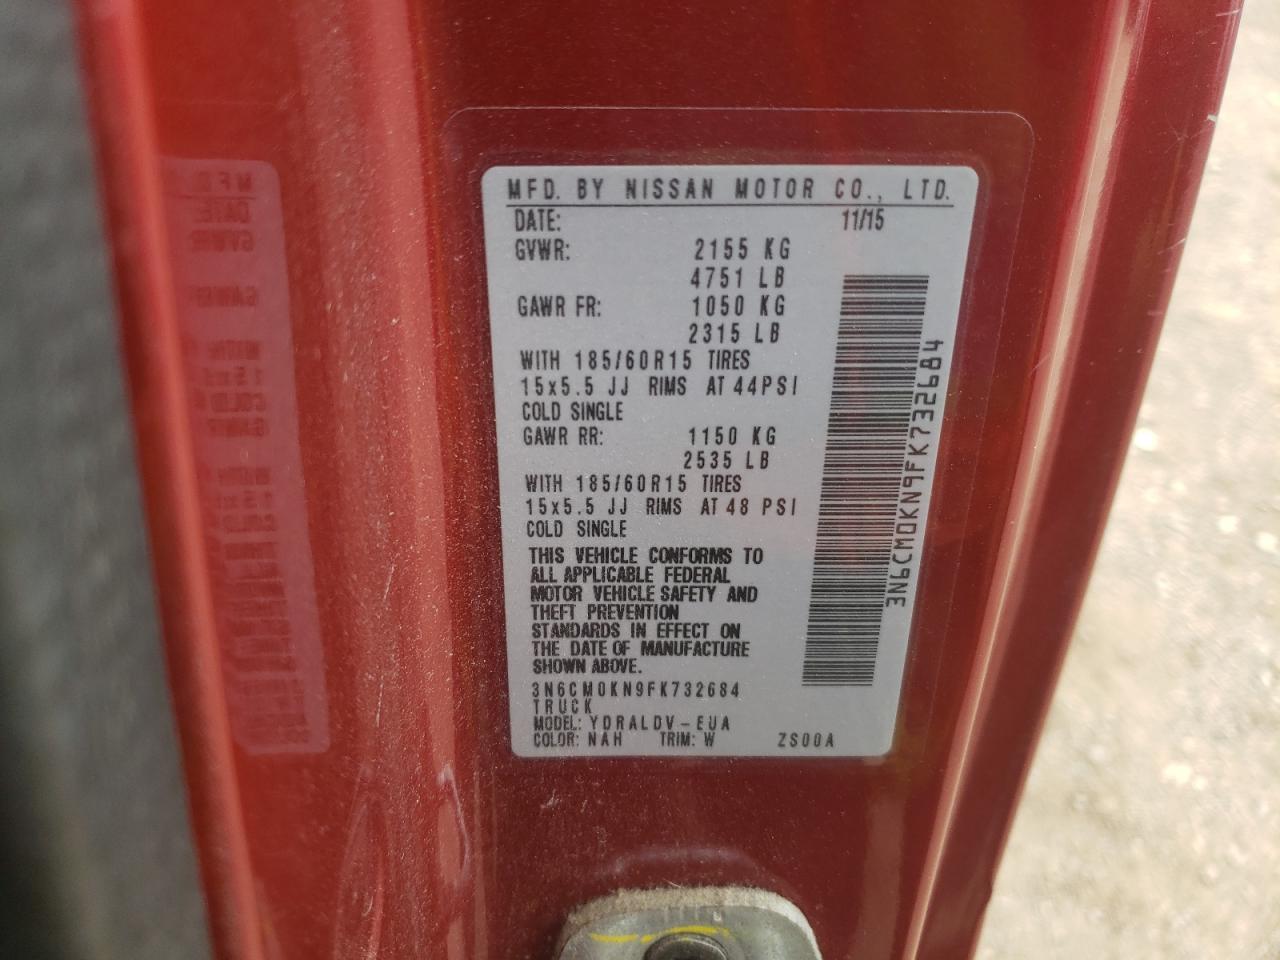 MFD. BY NISSAN MOTOR CO., LTD.
DATE: 11/15
GVWR: 2155 KG
4751 LB
GAWR FR: 1050 KG
2315 LB
WITH 185/60R15 TIRES
15x5.5 JJ RIMS AT 44PSI
COLD SINGLE
GAWR RR: 1150 KG
2535 LB
WITH 185/60R15 TIRES
15x5.5 JJ RIMS AT 48 PSI
COLD SINGLE
THIS VEHICLE CONFORMS TO
ALL APPLICABLE FEDERAL
MOTOR VEHICLE SAFETY AND
THEFT PREVENTION
STANDARDS IN EFFECT ON
THE DATE OF MANUFACTURE
SHOWN ABOVE.
3N6CM0KN9FK732684
TRUCK
MODEL: YDRALDV-EUA
COLOR: NAH TRIM: W ZS00A
3N6CM0KN9FK732684